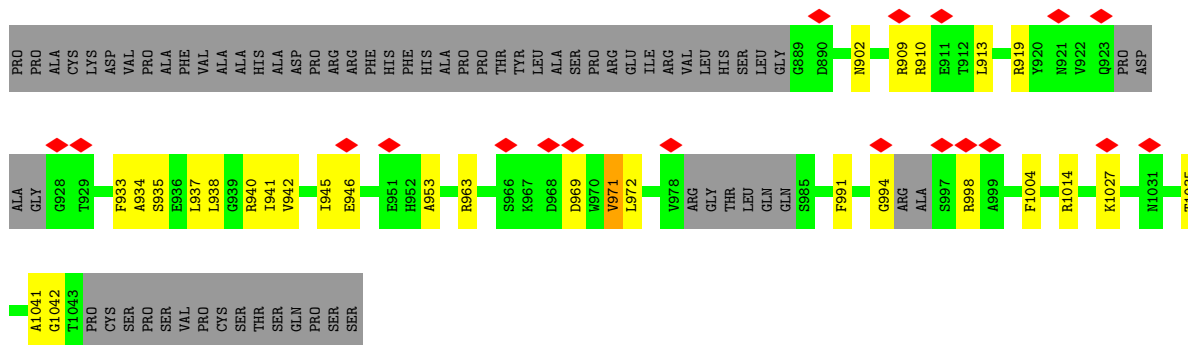 PRO PRO ALA CYS LYS ASP VAL PRO ALA PHE VAL ALA ALA HIS ALA ASP PRO ARG ARG PHE HIS PHE HIS ALA PRO PRO THR TYR LEU ALA SER PRO ARG GLU ILE ARG VAL LEU HIS SER LEU GLY G889 D890 N902 R909 R910 E911 T912 L913 R919 Y920 N921 V922 Q923 PRO ASP
ALA GLY G928 T929 F933 A934 S935 E936 L937 L938 G939 R940 I941 V942 I945 E946 E951 H952 A953 R963 S966 K967 D968 D969 W970 V971 L972 V978 ARG GLY THR LEU GLN GLN S985 F991 G994 ARG ALA S997 R998 A999 F1004 R1014 K1027 N1031
A1041 G1042 T1043 PRO CYS SER PRO SER VAL PRO CYS SER THR SER GLN PRO SER SER